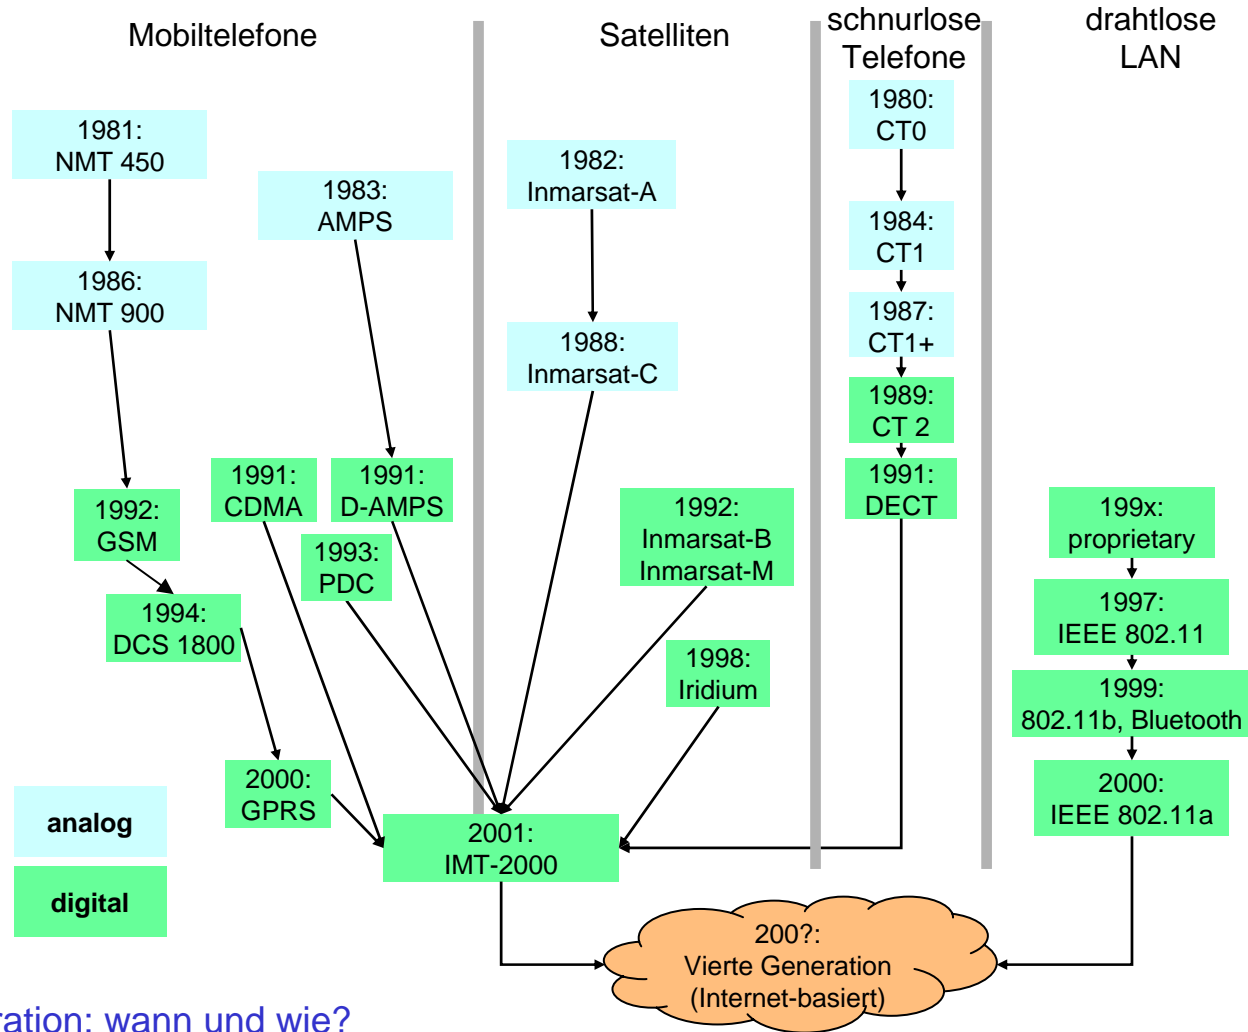 Mobiltelefone
Satelliten
schnurlose
Telefone
drahtlose
LAN
1981:
NMT 450
1986:
NMT 900
1983:
AMPS
1992:
GSM
1994:
DCS 1800
2000:
GPRS
1991:
CDMA
1991:
D-AMPS
1993:
PDC
1982:
Inmarsat-A
1988:
Inmarsat-C
1992:
Inmarsat-B
Inmarsat-M
1998:
Iridium
1980:
CT0
1984:
CT1
1987:
CT1+
1989:
CT 2
1991:
DECT
199x:
proprietary
1997:
IEEE 802.11
1999:
802.11b, Bluetooth
2000:
IEEE 802.11a
2001:
IMT-2000
analog
digital
200?:
Vierte Generation
(Internet-basiert)
ration: wann und wie?